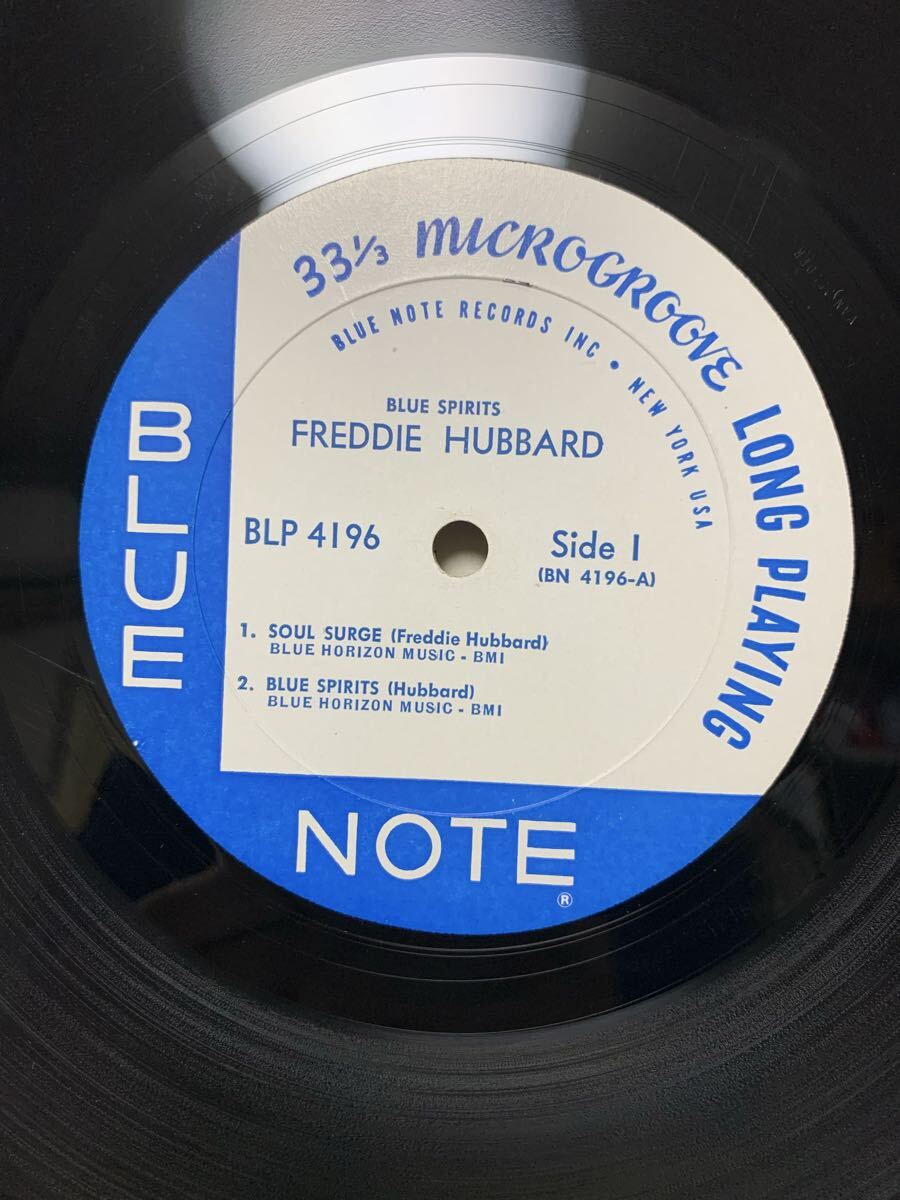 33⅓ MICROGROOVE LONG PLAYING
BLUE NOTE RECORDS INC • NEW YORK USA
BLUE SPIRITS
FREDDIE HUBBARD
BLP 4196
Side 1
(BN 4196-A)
1. SOUL SURGE (Freddie Hubbard)
BLUE HORIZON MUSIC - BMI
2. BLUE SPIRITS (Hubbard)
BLUE HORIZON MUSIC - BMI
BLUE
NOTE
®